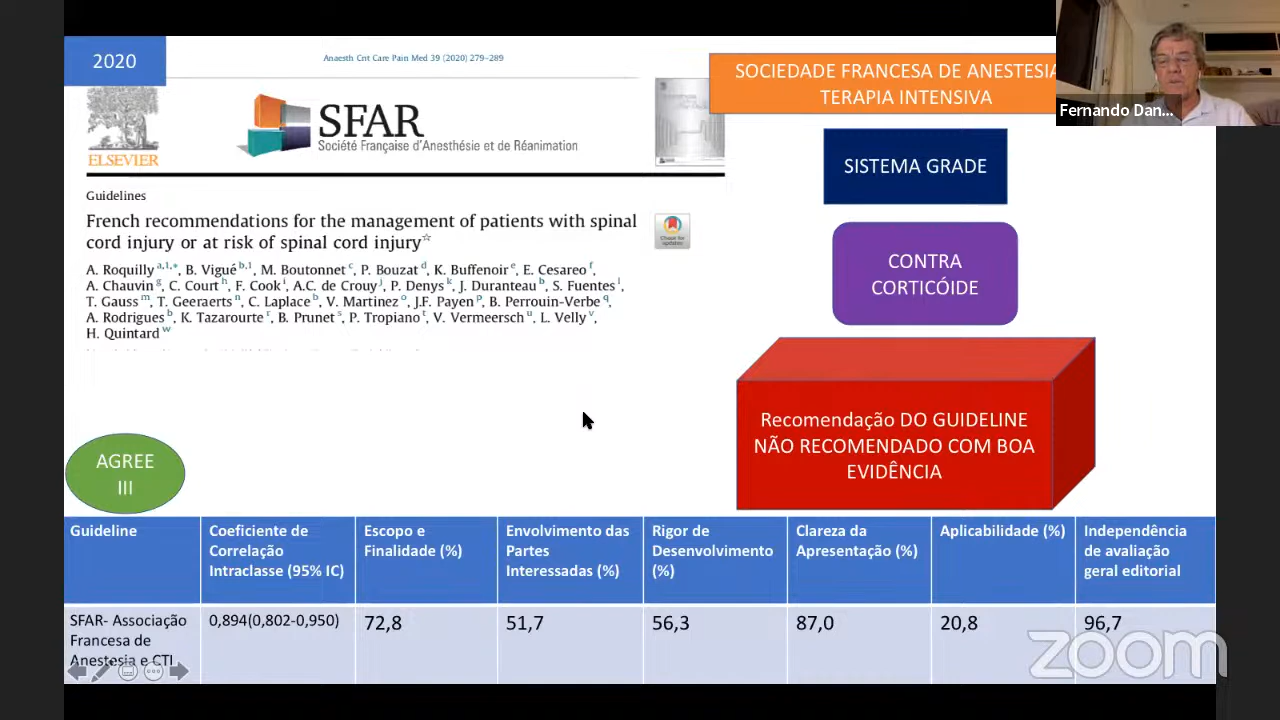 2020
Anaesth Crit Care Pain Med 39 (2020) 279–289
SOCIEDADE FRANCESA DE ANESTESIA
TERAPIA INTENSIVA
Fernando Dan...
ELSEVIER
SFAR
Société Française d'Anesthésie et de Réanimation
SISTEMA GRADE
Guidelines
French recommendations for the management of patients with spinal
cord injury or at risk of spinal cord injury☆
Check for
updates
A. Roquilly a,1,*, B. Vigué b,1, M. Boutonnet c, P. Bouzat d, K. Buffenoir e, E. Cesareo f,
A. Chauvin g, C. Court h, F. Cook i, A.C. de Crouy j, P. Denys k, J. Duranteau b, S. Fuentes l,
T. Gauss m, T. Geeraerts n, C. Laplace b, V. Martinez o, J.F. Payen p, B. Perrouin-Verbe q,
A. Rodrigues b, K. Tazarourte r, B. Prunet s, P. Tropiano t, V. Vermeersch u, L. Velly v,
H. Quintard w
CONTRA
CORTICÓIDE
Recomendação DO GUIDELINE
NÃO RECOMENDADO COM BOA
EVIDÊNCIA
AGREE
III
Guideline
Coeficiente de
Correlação
Intraclasse (95% IC)
Escopo e
Finalidade (%)
Envolvimento das
Partes
Interessadas (%)
Rigor de
Desenvolvimento
(%)
Clareza da
Apresentação (%)
Aplicabilidade (%)
Independência
de avaliação
geral editorial
SFAR- Associação
Francesa de
Anestesia e CTI
0,894(0,802-0,950)
72,8
51,7
56,3
87,0
20,8
96,7
zoom